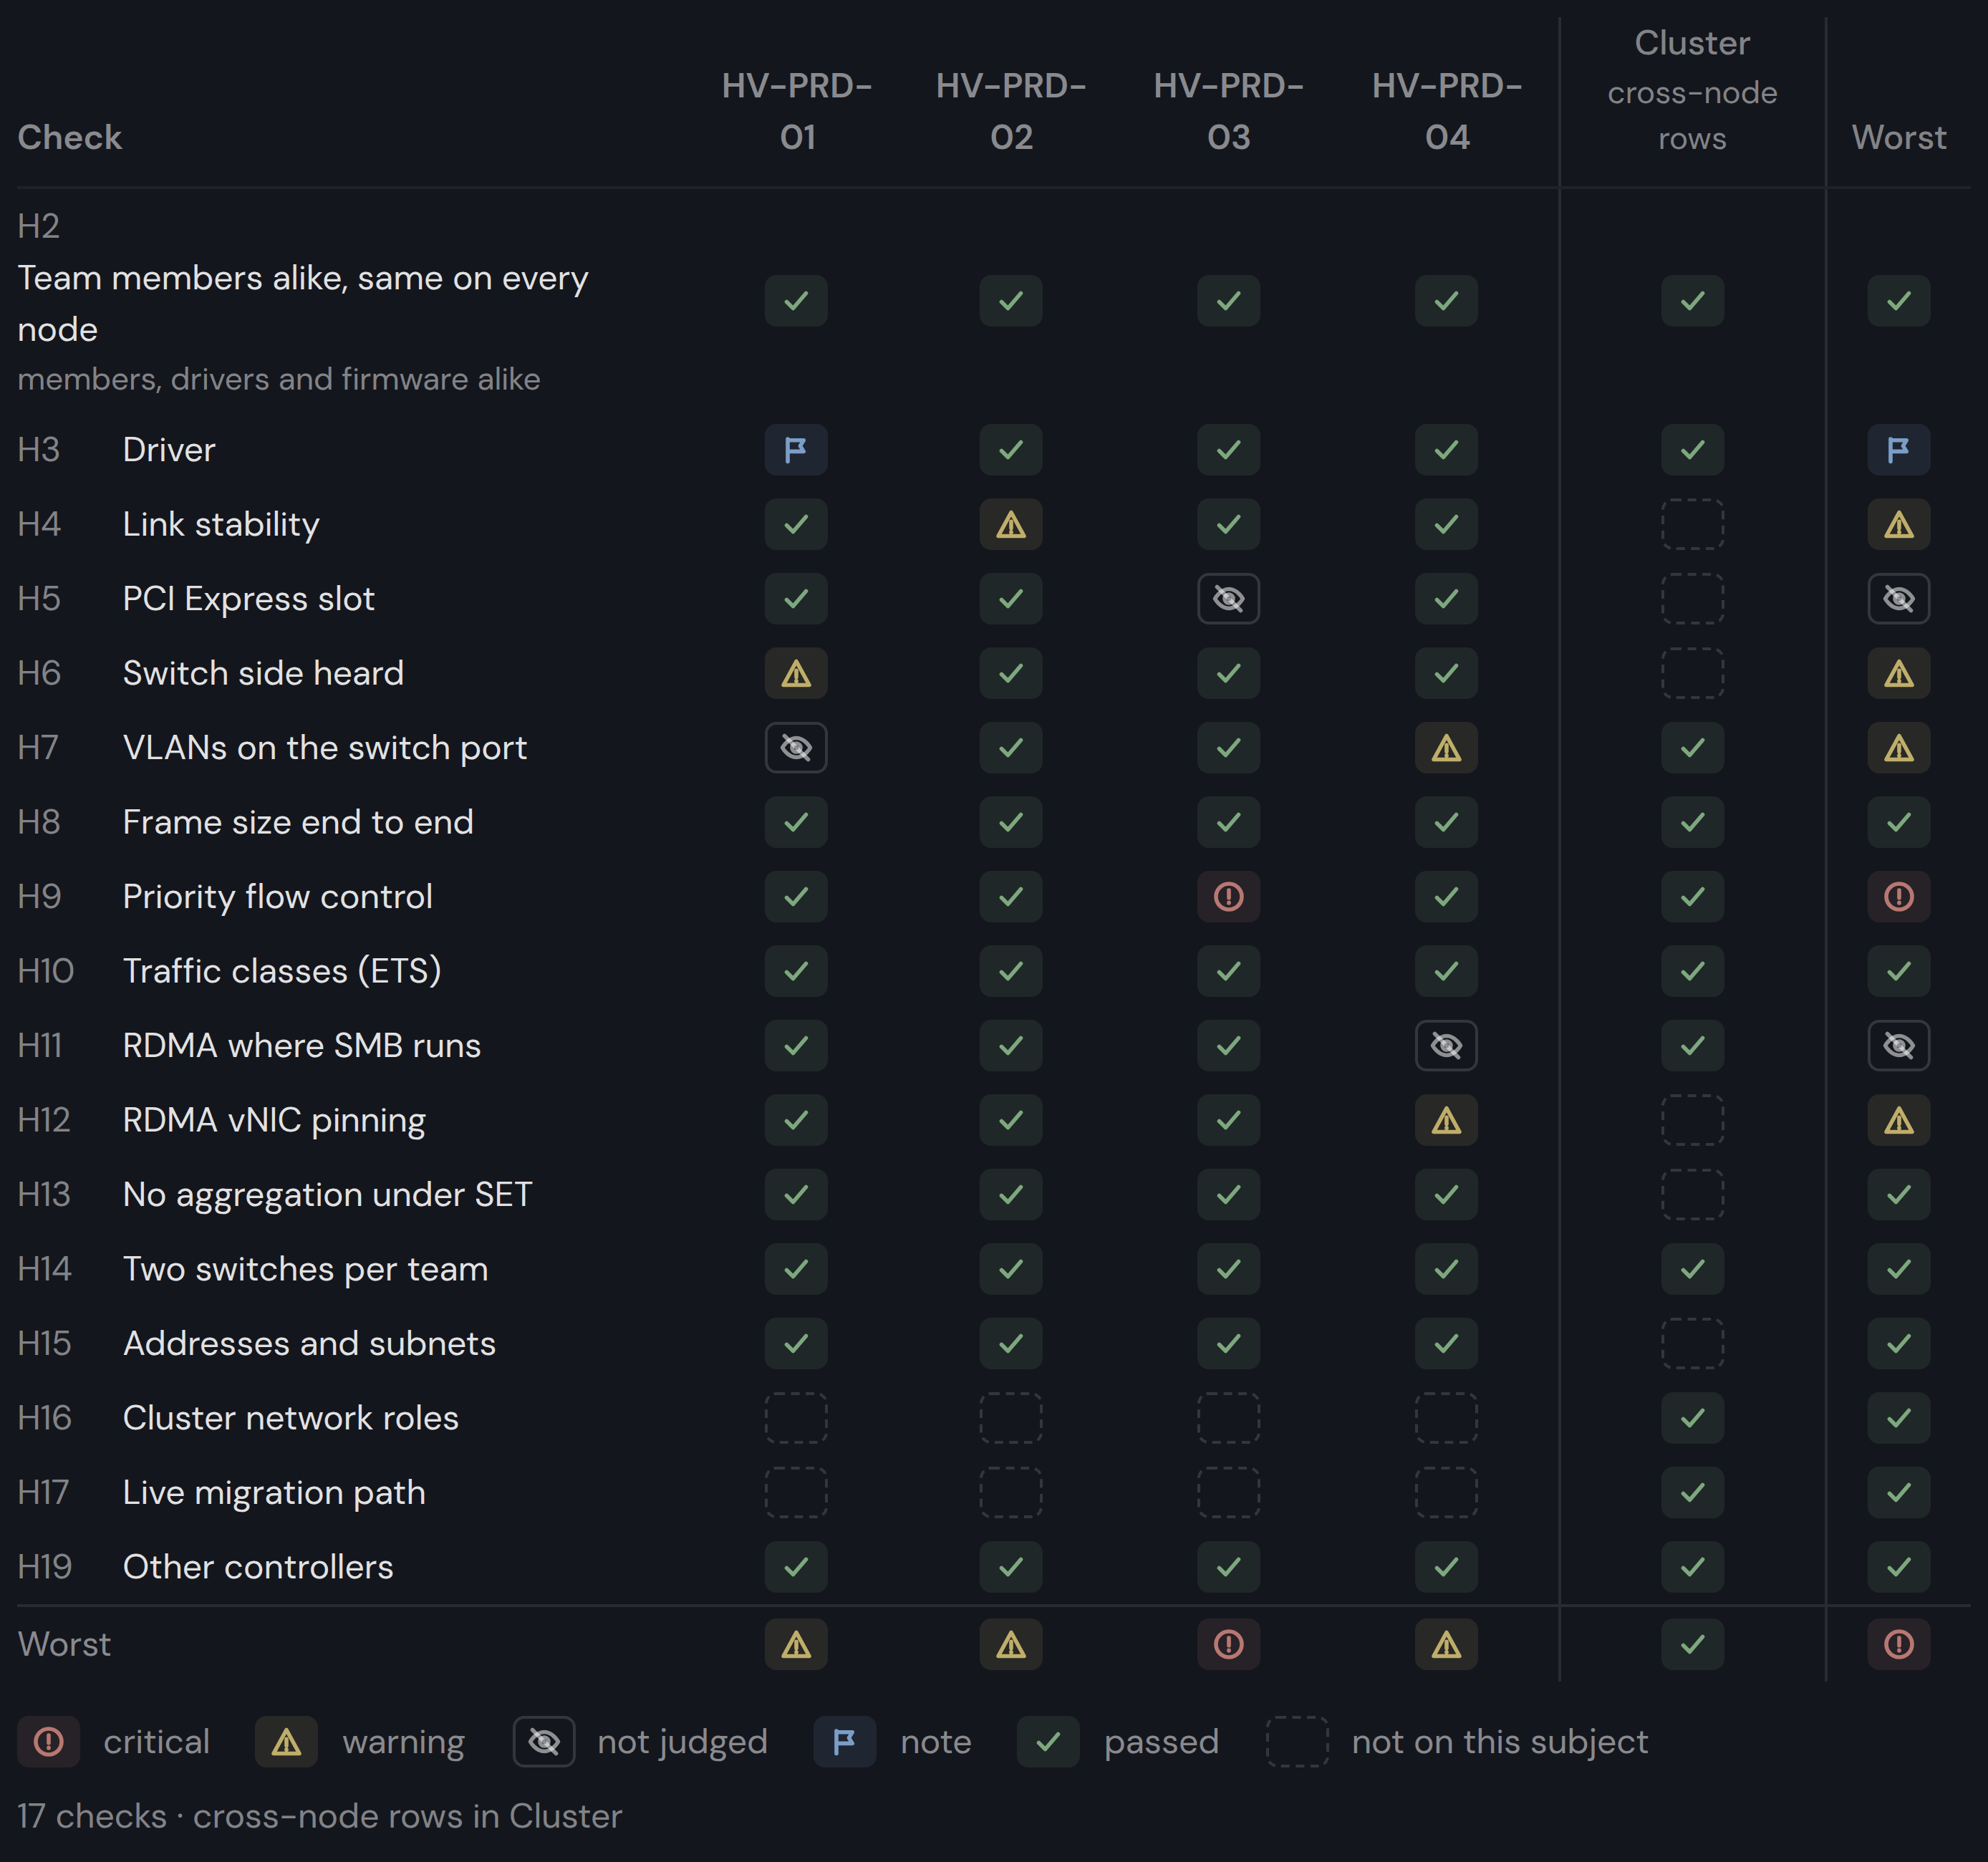 Check
HV-PRD-01
HV-PRD-02
HV-PRD-03
HV-PRD-04
Cluster
cross-node
rows
Worst
H2
Team members alike, same on every
node
members, drivers and firmware alike
H3 Driver
H4 Link stability
H5 PCI Express slot
H6 Switch side heard
H7 VLANs on the switch port
H8 Frame size end to end
H9 Priority flow control
H10 Traffic classes (ETS)
H11 RDMA where SMB runs
H12 RDMA vNIC pinning
H13 No aggregation under SET
H14 Two switches per team
H15 Addresses and subnets
H16 Cluster network roles
H17 Live migration path
H19 Other controllers
Worst
critical warning not judged note passed not on this subject
17 checks · cross-node rows in Cluster